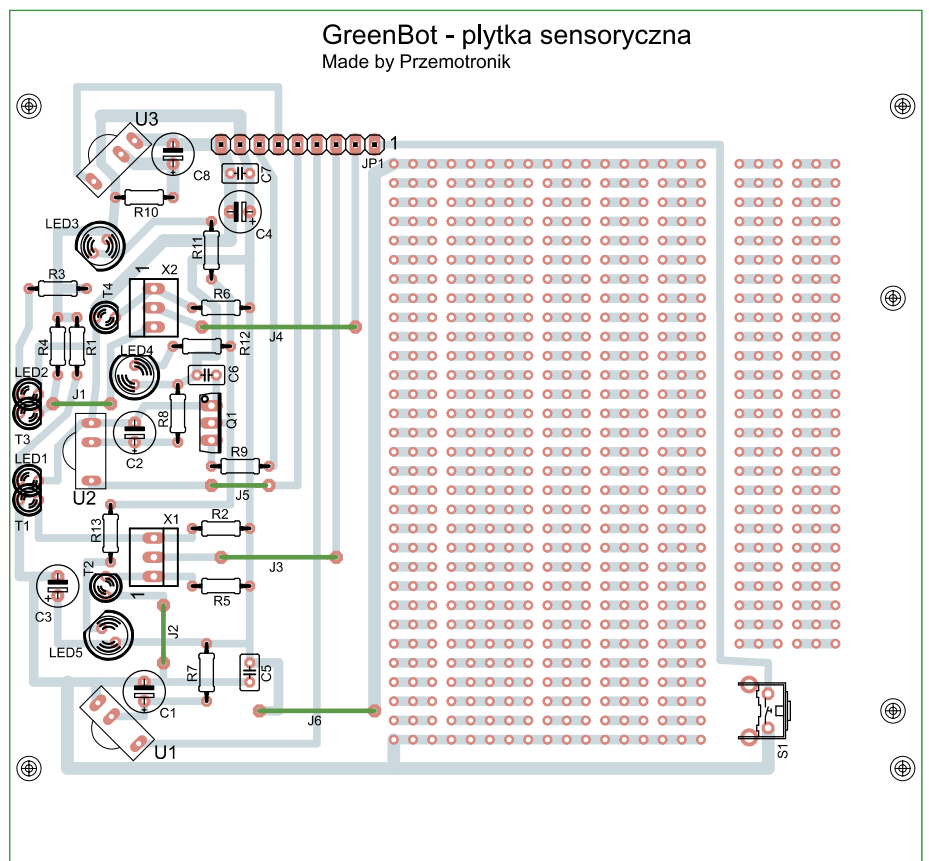 GreenBot - plytka sensoryczna
Made by Przemotronik
U3
1
JP1
C8
C7
R10
C4
LED3
R11
R3
T4
1
X2
R6
J4
R4
R1
R12
LED4
LED2
C6
J1
R8
Q1
T3
C2
R9
LED1
U2
J5
T1
R13
X1
R2
J3
T2
1
R5
C3
J2
LED5
R7
C5
C1
J6
U1
S1